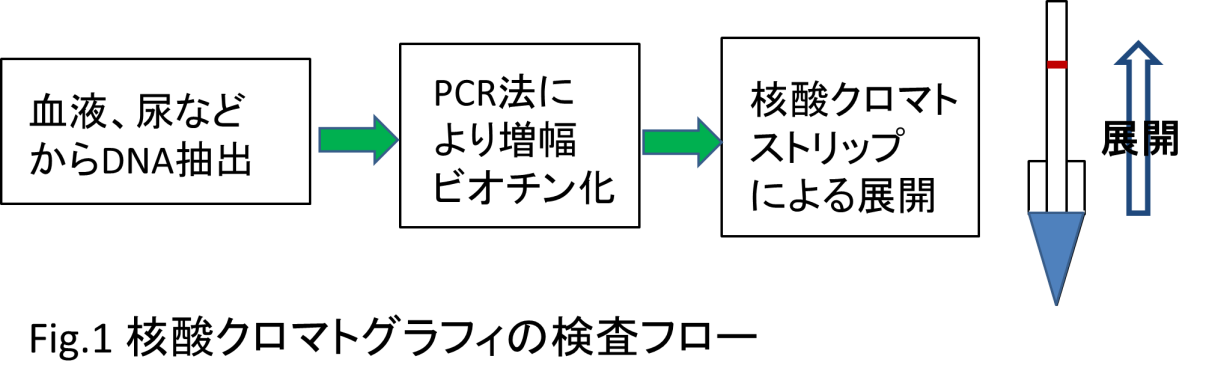 血液、尿など
からDNA抽出
PCR法に
より増幅
ビオチン化
核酸クロマト
ストリップ
による展開
展開
Fig.1 核酸クロマトグラフィの検査フロー